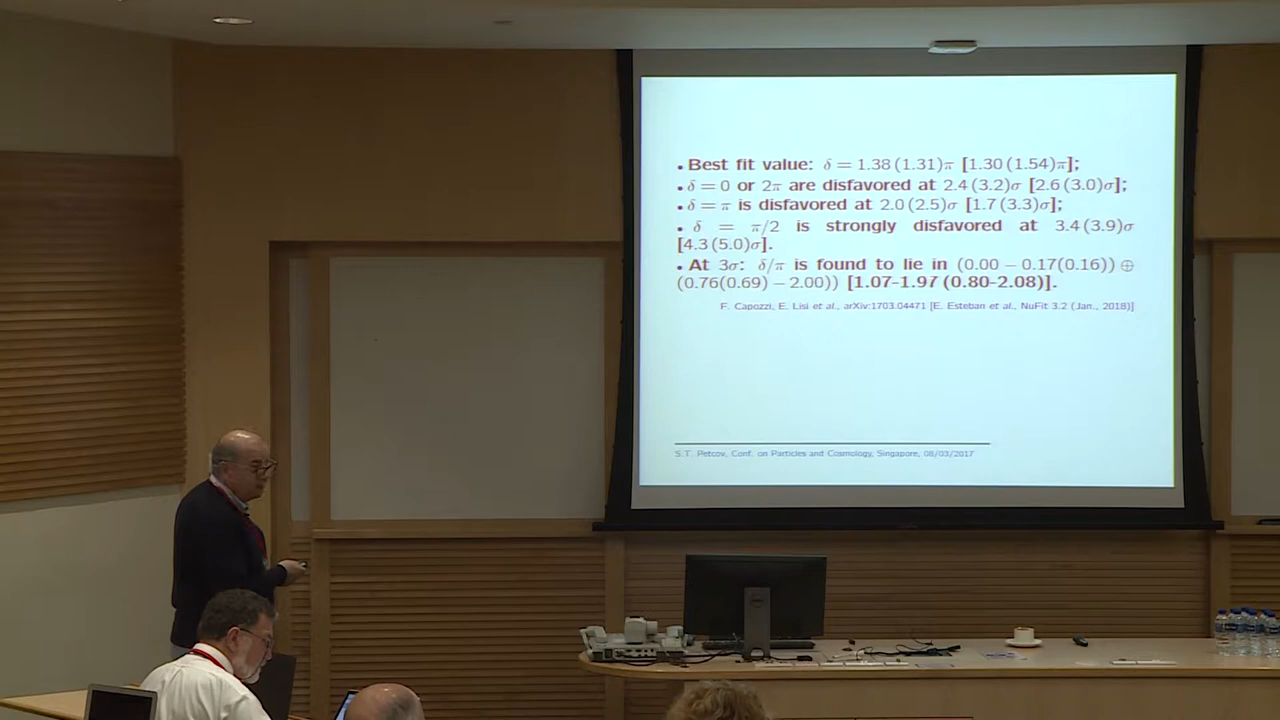 • Best fit value: δ = 1.38 (1.31)π [1.30 (1.54)π];
• δ = 0 or 2π are disfavored at 2.4 (3.2)σ [2.6 (3.0)σ];
• δ = π is disfavored at 2.0 (2.5)σ [1.7 (3.3)σ];
• δ = π/2 is strongly disfavored at 3.4 (3.9)σ
[4.3 (5.0)σ].
• At 3σ: δ/π is found to lie in (0.00 − 0.17(0.16)) ⊕
(0.76(0.69) − 2.00)) [1.07-1.97 (0.80-2.08)].
F. Capozzi, E. Lisi et al., arXiv:1703.04471 [E. Esteban et al., NuFit 3.2 (Jan., 2018)]
S.T. Petcov, Conf. on Particles and Cosmology, Singapore, 08/03/2017